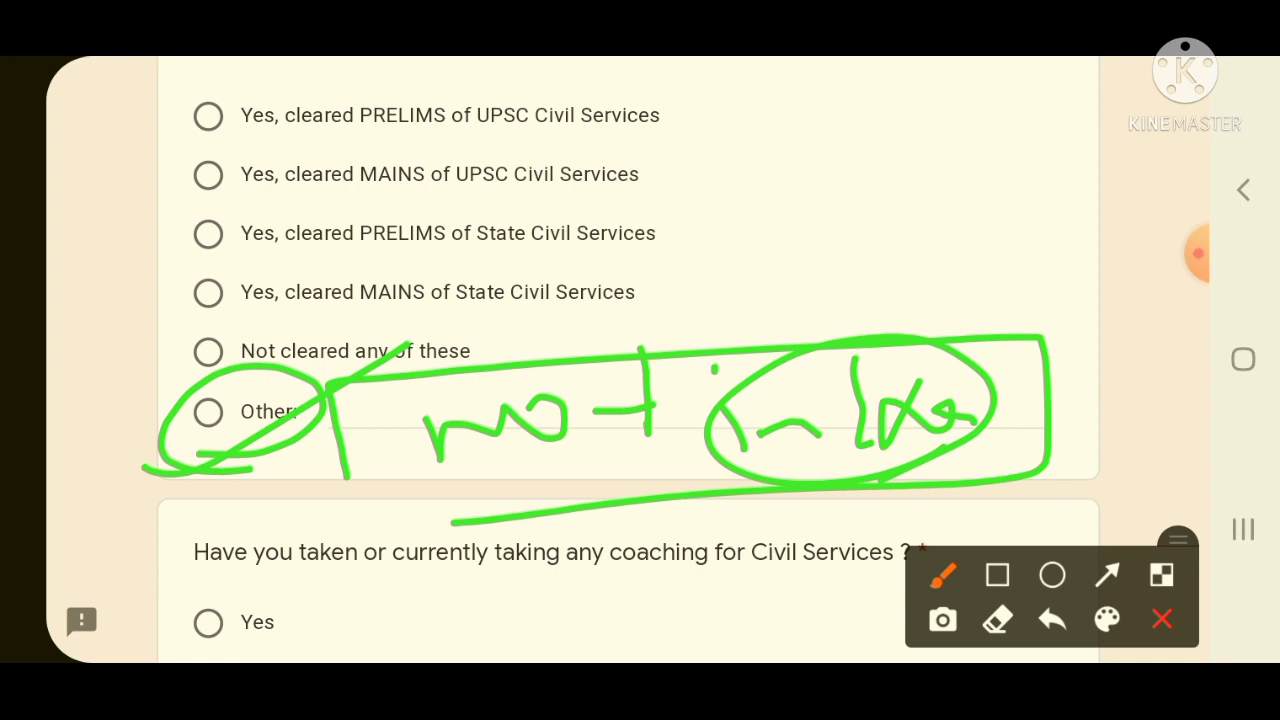 KINEMASTER
Yes, cleared PRELIMS of UPSC Civil Services
Yes, cleared MAINS of UPSC Civil Services
Yes, cleared PRELIMS of State Civil Services
Yes, cleared MAINS of State Civil Services
Not cleared any of these
Other:
not
Have you taken or currently taking any coaching for Civil Services ? *
Yes